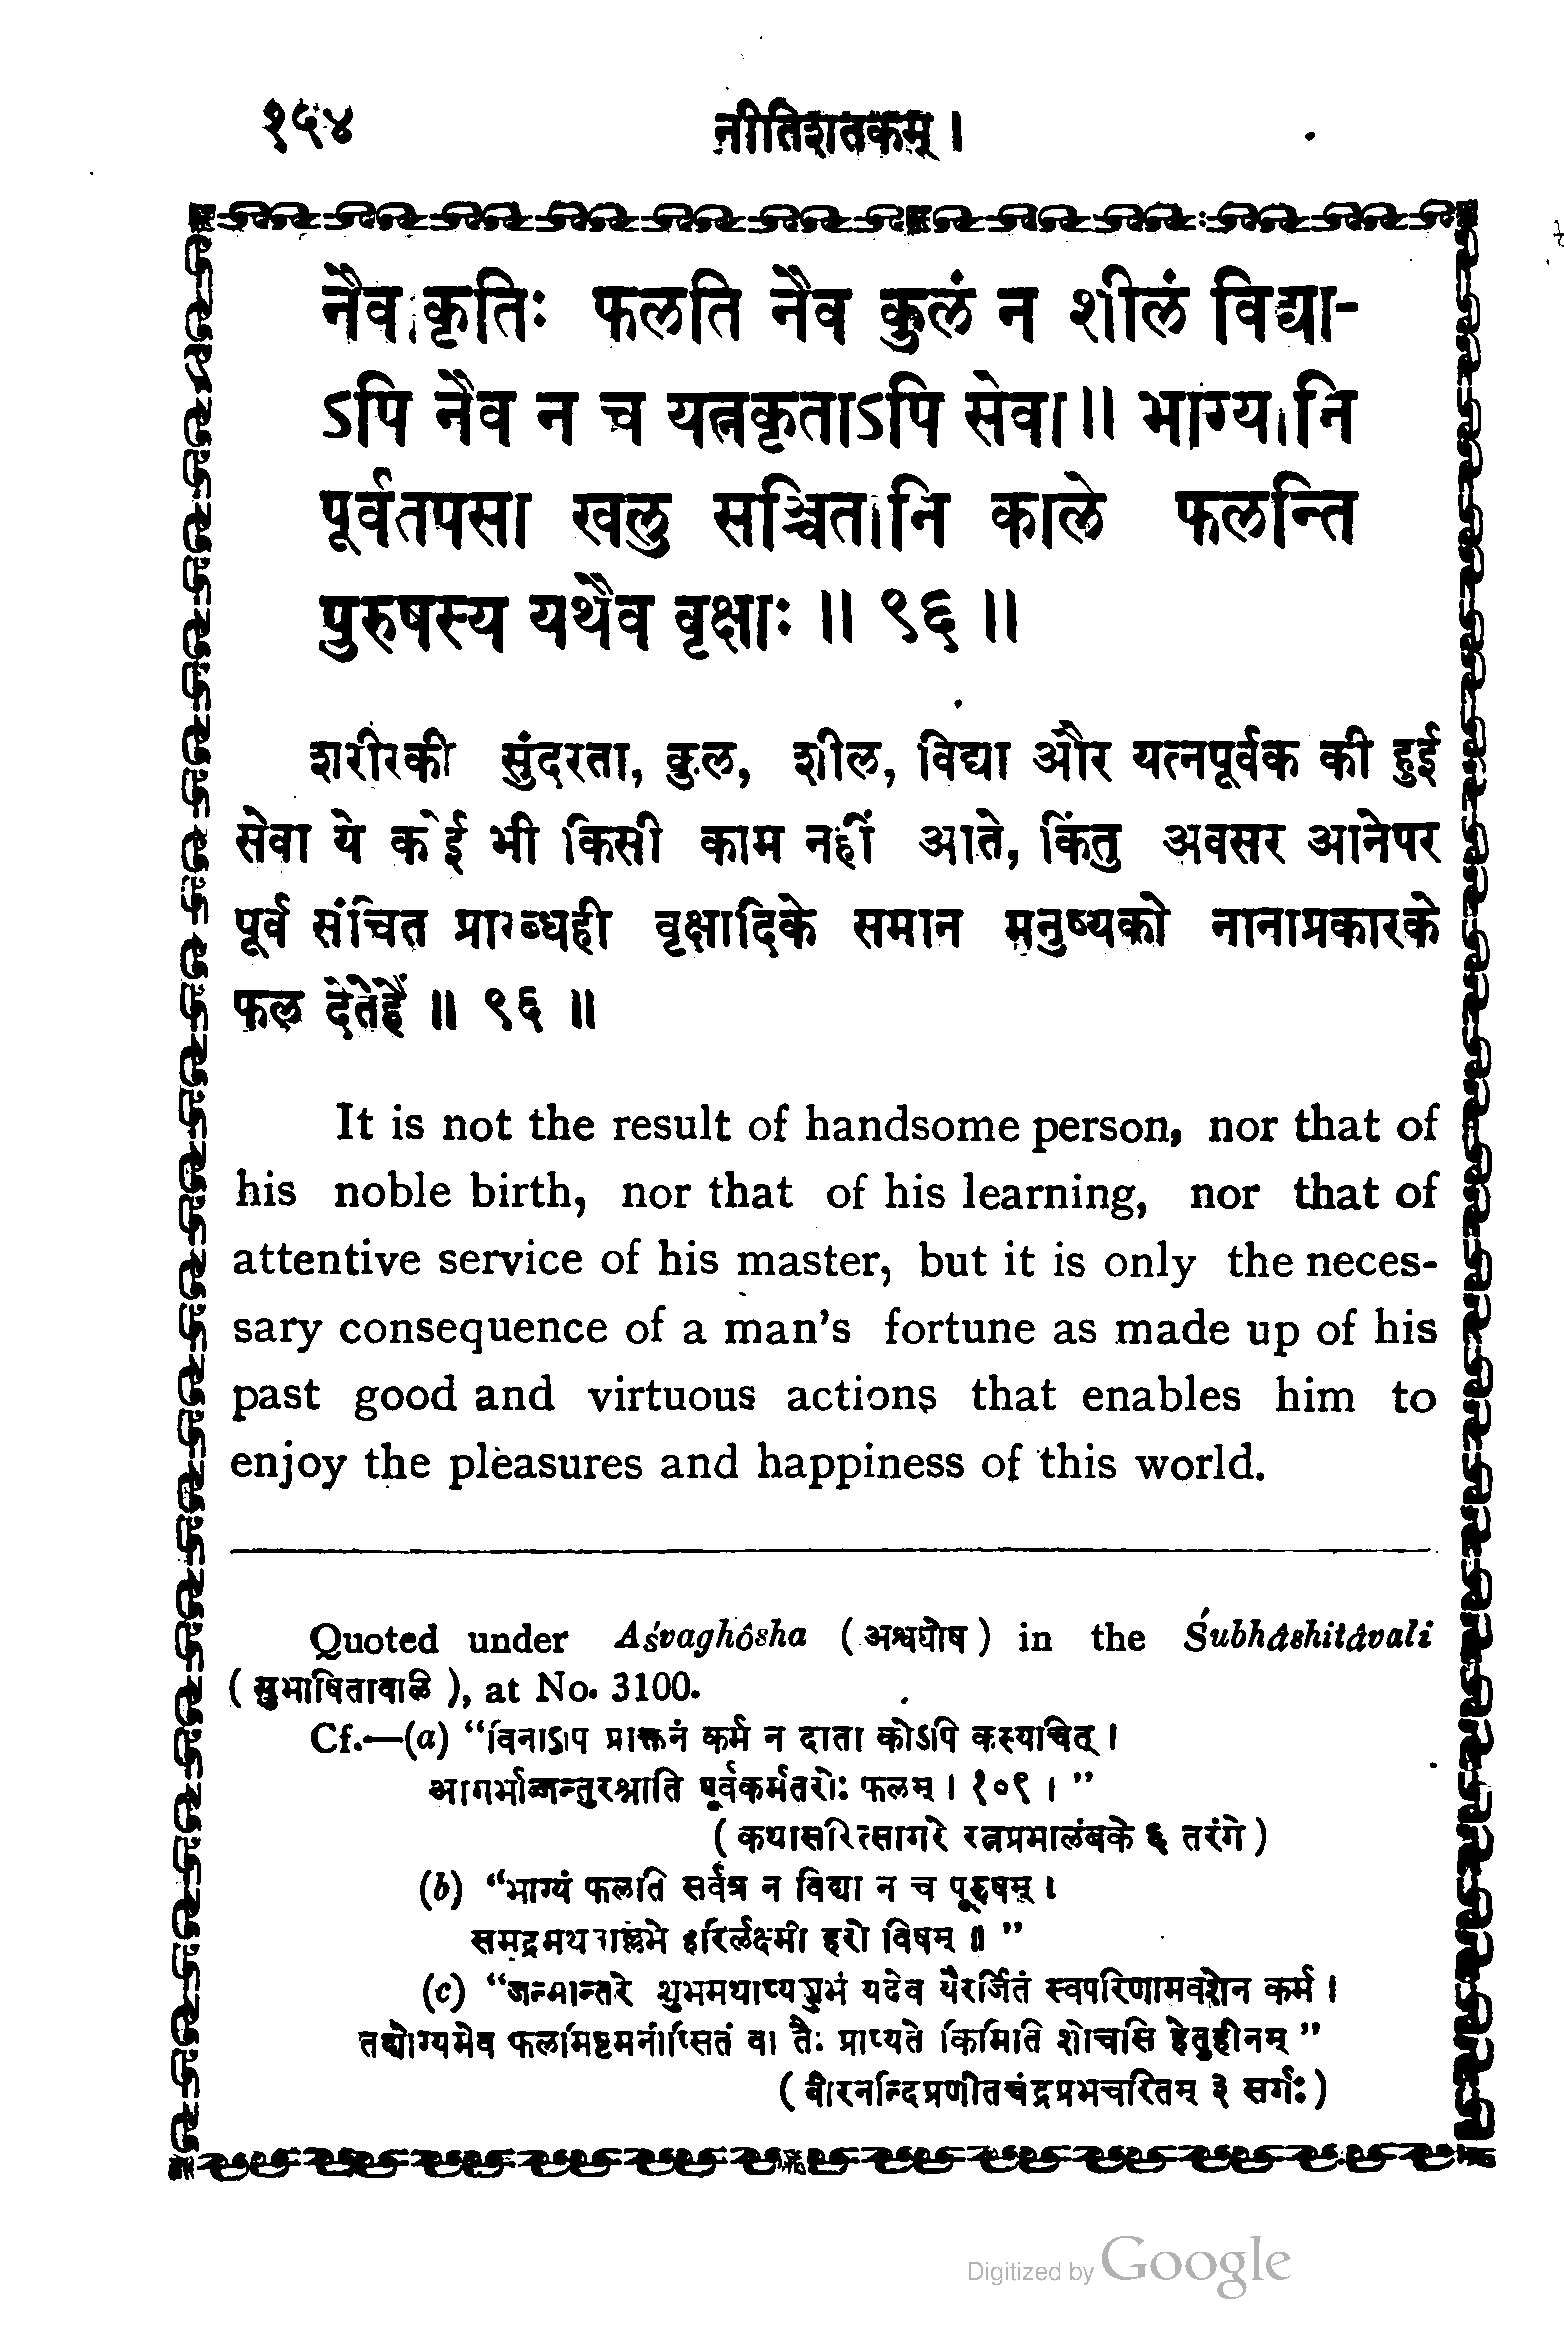 १५४ नीतिशतकम् ।
नैवाकृतिः फलति नैव कुलं न शीलं विद्या-
ऽपि नैव न च यत्नकृताऽपि सेवा ॥ भाग्यानि
पूर्वतपसा खलु सञ्चितानि काले फलन्ति
पुरुषस्य यथैव वृक्षाः ॥ ९६ ॥
शरीरकी सुंदरता, कुल, शील, विद्या और यत्नपूर्वक की हुई
सेवा ये कोई भी किसी काम नहीं आते, किंतु अवसर आनेपर
पूर्व संचित प्रारब्धही वृक्षादिके समान मनुष्यको नानाप्रकारके
फल देतेहैं ॥ ९६ ॥
It is not the result of handsome person, nor that of
his noble birth, nor that of his learning, nor that of
attentive service of his master, but it is only the neces-
sary consequence of a man's fortune as made up of his
past good and virtuous actions that enables him to
enjoy the pleasures and happiness of this world.
Quoted under Aśvaghôsha (अश्वघोष) in the Śubhâshitâvali
(सुभाषितावळि), at No. 3100.
Cf.—(a) "विनाऽपि प्राक्तनं कर्म न दाता कोऽपि कस्यचित् ।
आगर्भाज्जन्तुरश्नाति पूर्वकर्मतरोः फलम् । १०९ । "
(कथासरित्सागरे रत्नप्रभालंबके ६ तरंगे)
(b) "भाग्यं फलति सर्वत्र न विद्या न च पूरुषम् ।
समुद्रमथनाल्लेभे हरिर्लक्ष्मीं हरो विषम् ॥ "
(c) "जन्मान्तरे शुभमथाप्यशुभं यदेव यैरर्जितं स्वपरिणामवशेन कर्म ।
तद्योग्यमेव फलमिष्टमनीप्सितं वा तैः प्राप्यते किमिति शोचसि हेतुहीनम् "
(वीरनन्दिप्रणीतचंद्रप्रभचरितम् ३ सर्गः)
Digitized by Google